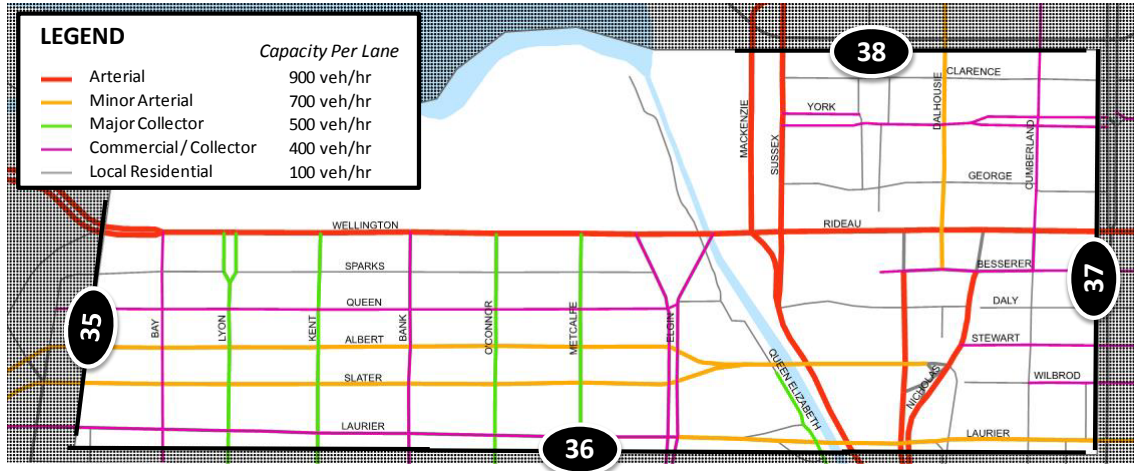 LEGEND
Capacity Per Lane
Arterial 900 veh/hr
Minor Arterial 700 veh/hr
Major Collector 500 veh/hr
Commercial / Collector 400 veh/hr
Local Residential 100 veh/hr
38
CLARENCE
YORK
MACKENZIE
SUSSEX
DALHOUSIE
CUMBERLAND
GEORGE
WELLINGTON
RIDEAU
SPARKS
BESSERER
37
QUEEN
DALY
35
BAY
LYON
KENT
BANK
O'CONNOR
METCALFE
ELGIN
ALBERT
STEWART
SLATER
QUEEN ELIZABETH
NICHOLAS
WILBROD
LAURIER
LAURIER
36